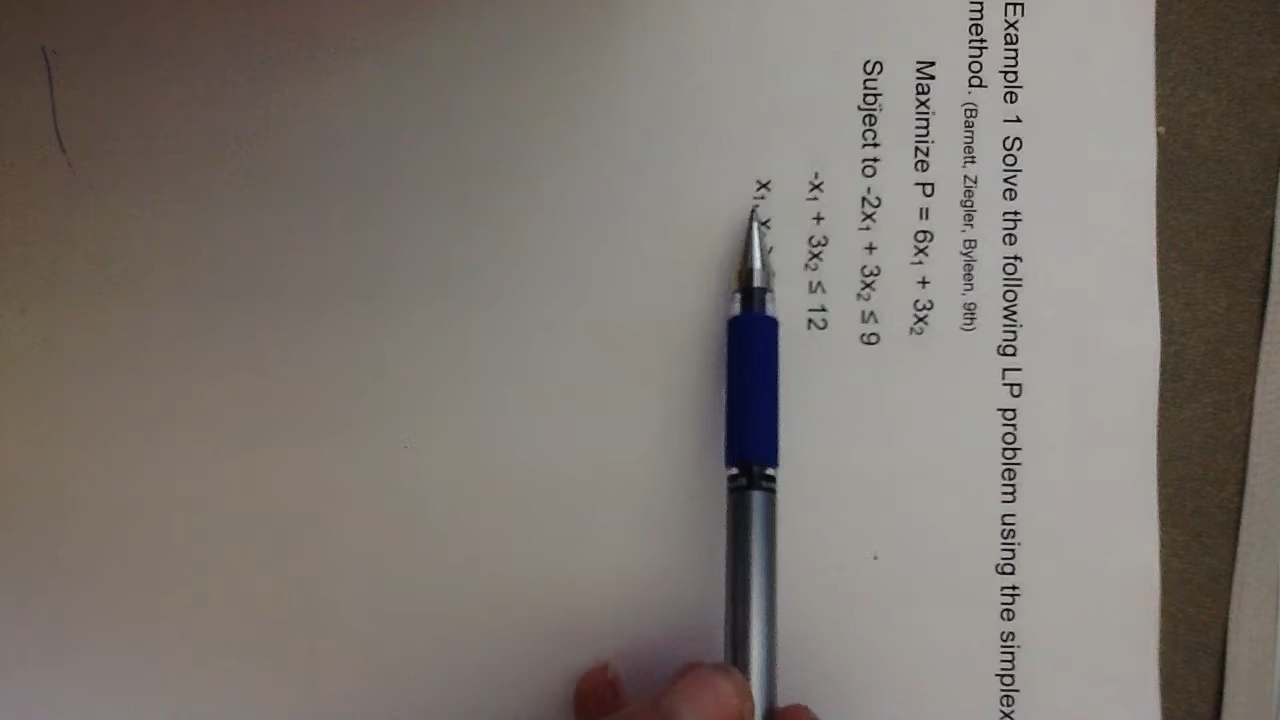 Example 1 Solve the following LP problem using the simplex
method. (Barnett, Ziegler, Byleen, 9th)
Maximize P = 6x₁ + 3x₂
Subject to -2x₁ + 3x₂ ≤ 9
-x₁ + 3x₂ ≤ 12
x₁,